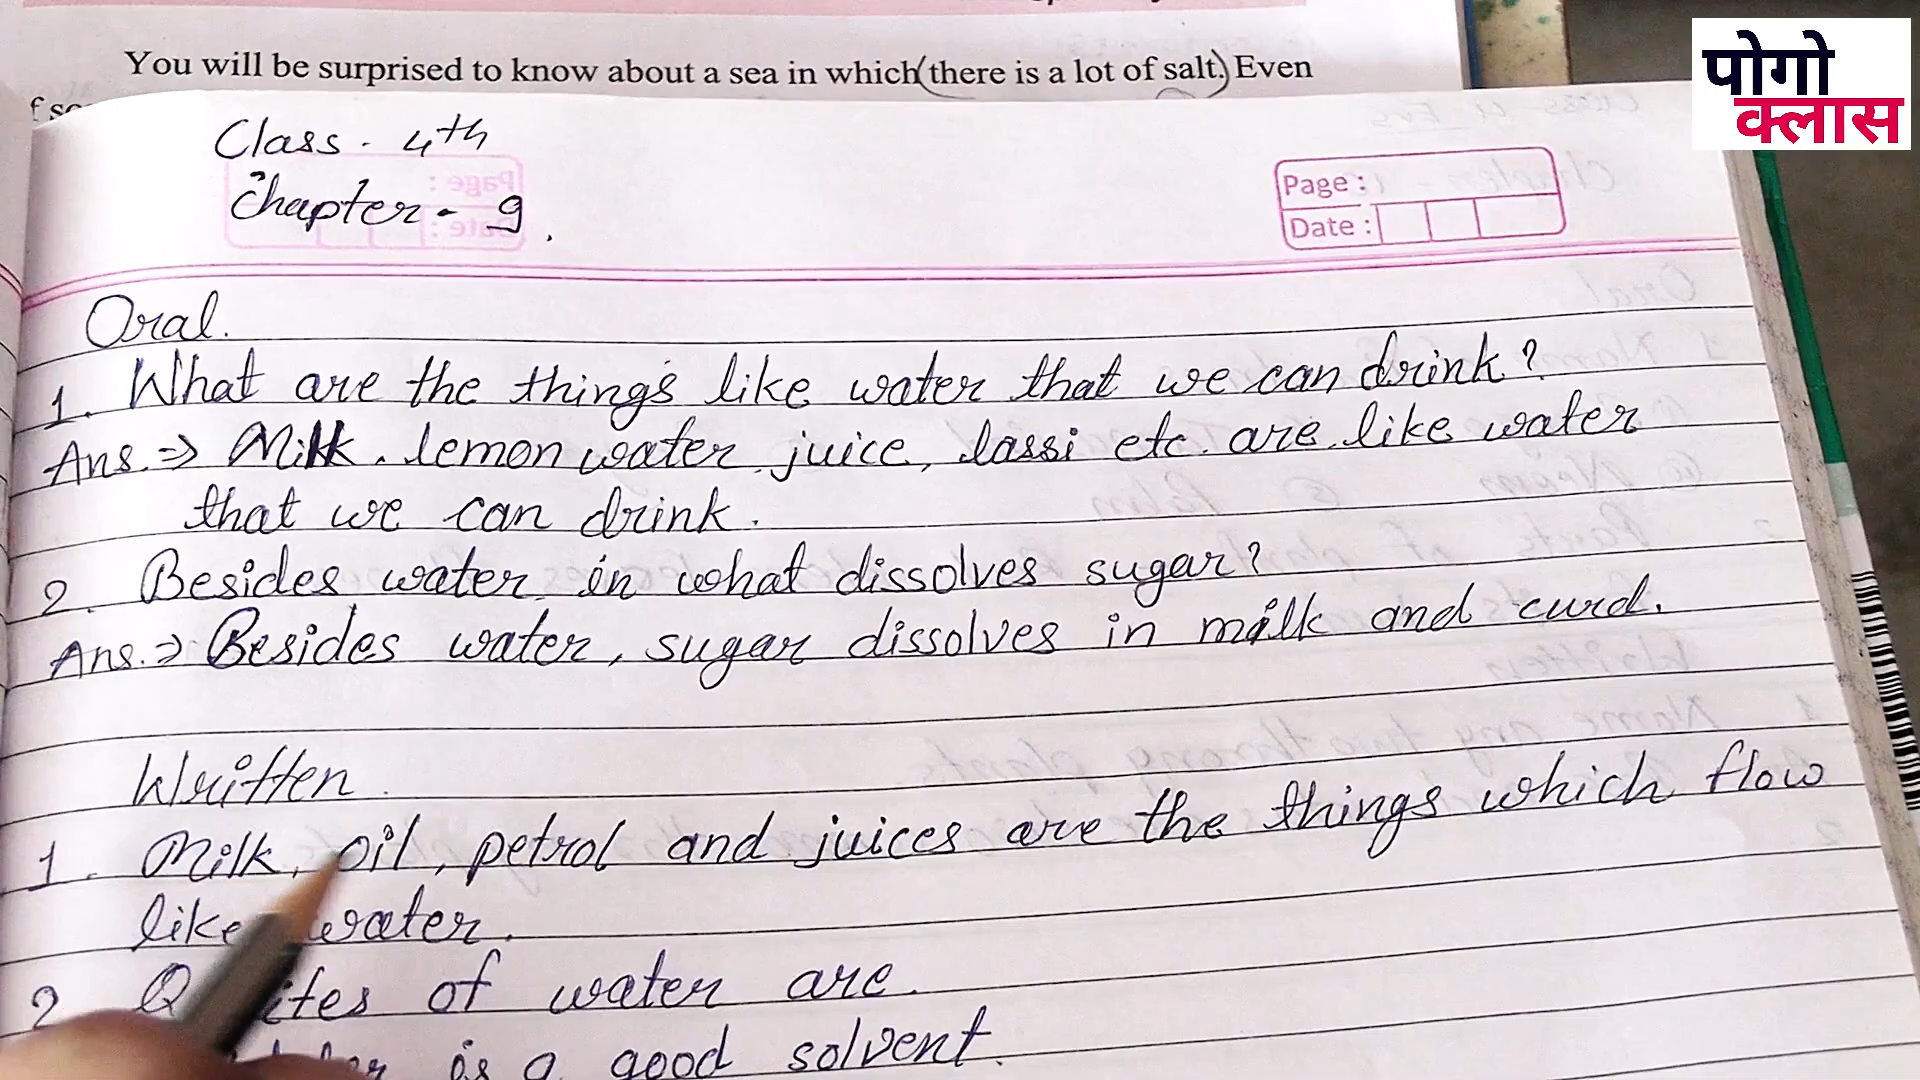 You will be surprised to know about a sea in which (there is a lot of salt.) Even
पोगो
क्लास
Class - 4th
Chapter - 9.
Page :
Date :
Oral.
1. What are the things like water that we can drink?
Ans. ⇒ Milk, lemon water, juice, lassi etc. are like water
that we can drink.
2. Besides water in what dissolves sugar?
Ans. ⇒ Besides water, sugar dissolves in milk and curd.
Written
1. Milk, oil, petrol and juices are the things which flow
like water.
2. of water are.
is a good solvent.